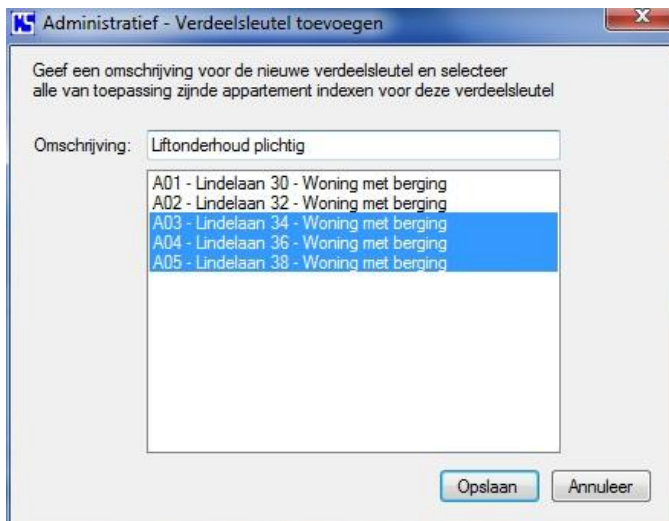 KS Administratief - Verdeelsleutel toevoegen
X
Geef een omschrijving voor de nieuwe verdeelsleutel en selecteer
alle van toepassing zijnde appartement indexen voor deze verdeelsleutel
Omschrijving: Liftonderhoud plichtig
A01 - Lindelaan 30 - Woning met berging
A02 - Lindelaan 32 - Woning met berging
A03 - Lindelaan 34 - Woning met berging
A04 - Lindelaan 36 - Woning met berging
A05 - Lindelaan 38 - Woning met berging
Opslaan Annuleer